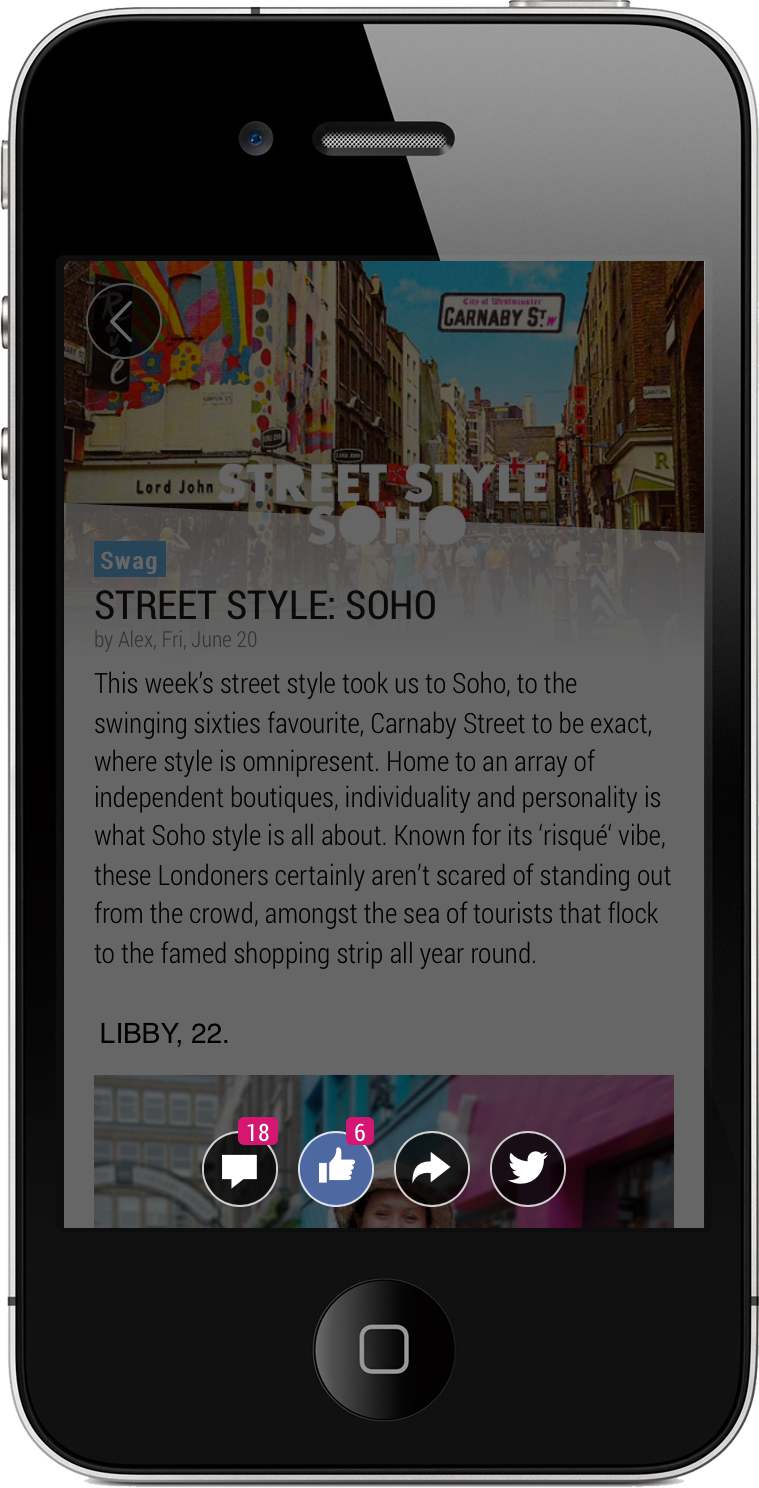 City of Westminster
CARNABY ST. W
GANTON ST
GANTON
R
Lord John
STREET STYLE
SOHO
Swag
STREET STYLE: SOHO
by Alex, Fri, June 20
This week’s street style took us to Soho, to the
swinging sixties favourite, Carnaby Street to be exact,
where style is omnipresent. Home to an array of
independent boutiques, individuality and personality is
what Soho style is all about. Known for its ‘risqué‘ vibe,
these Londoners certainly aren’t scared of standing out
from the crowd, amongst the sea of tourists that flock
to the famed shopping strip all year round.
LIBBY, 22.
18
6